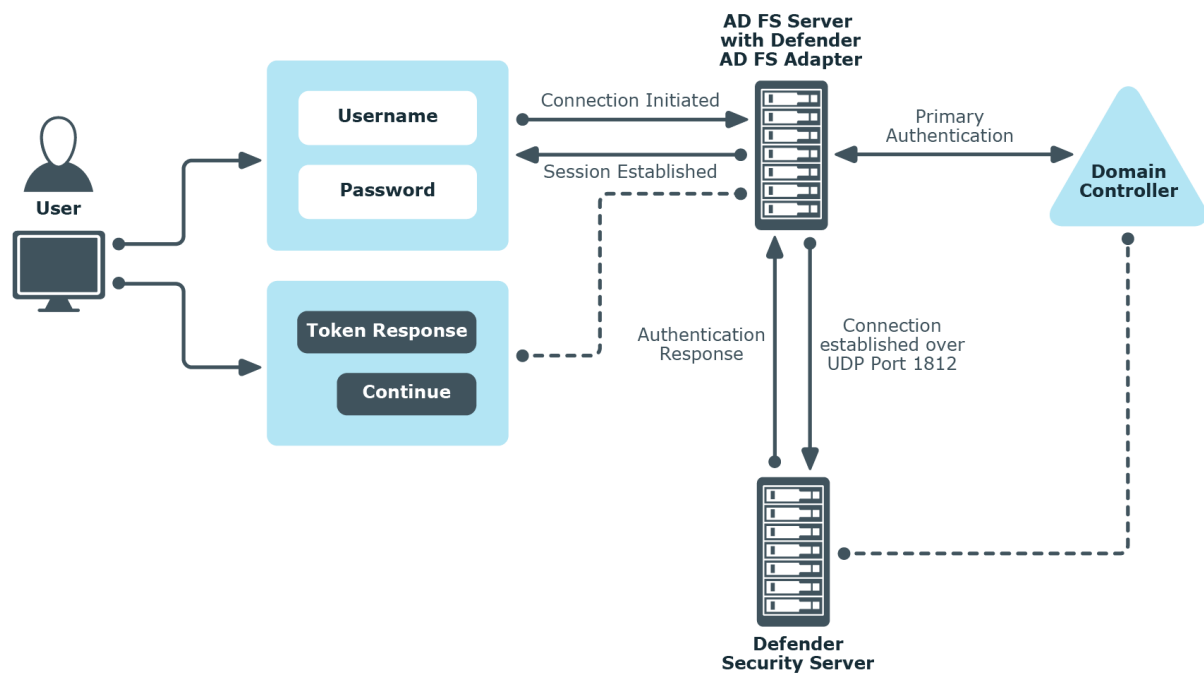 AD FS Server
with Defender
AD FS Adapter
Username
Password
User
Connection Initiated
Session Established
Primary
Authentication
Domain
Controller
Token Response
Continue
Authentication
Response
Connection
established over
UDP Port 1812
Defender
Security Server